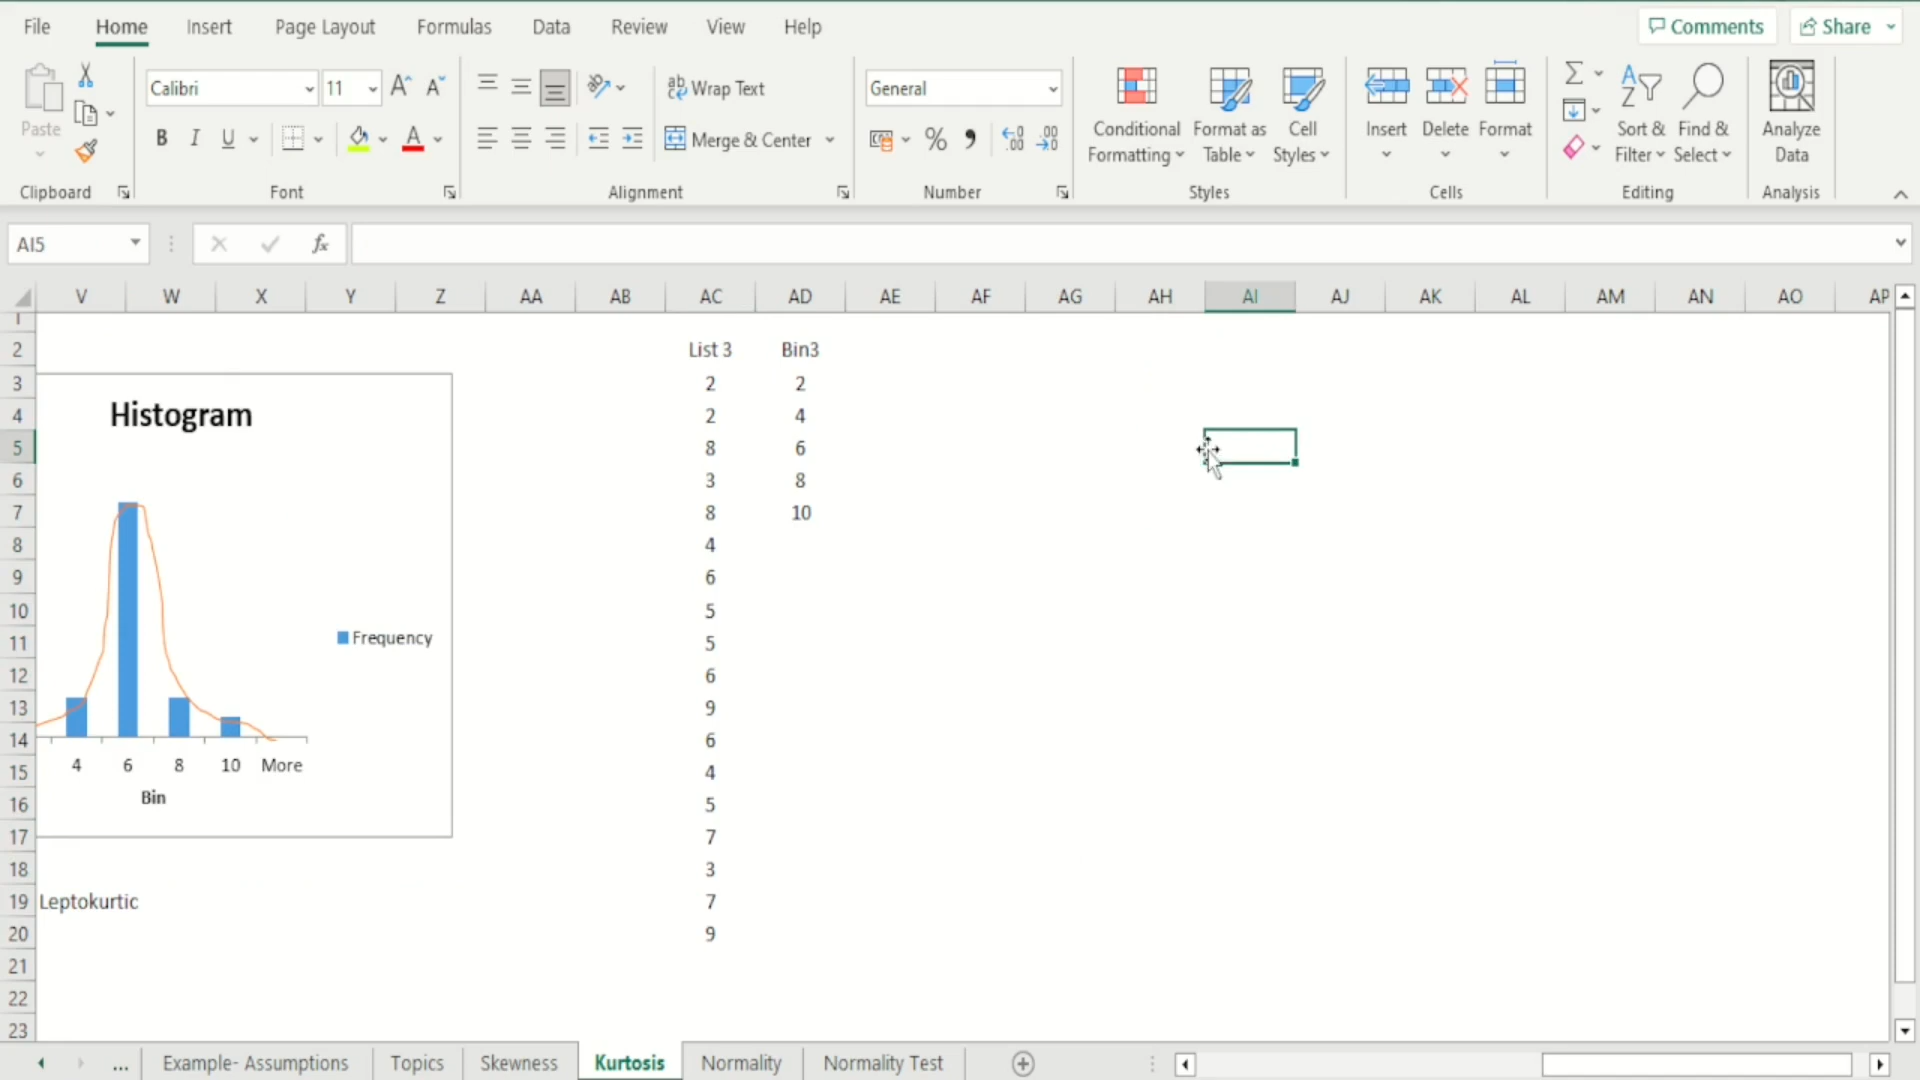 File Home Insert Page Layout Formulas Data Review View Help Comments Share
Calibri 11 A A ab Wrap Text General
Paste B I U A Merge & Center % Conditional Formatting Format as Table Cell Styles Insert Delete Format Sort & Filter Find & Select Analyze Data
Clipboard Font Alignment Number Styles Cells Editing Analysis
AI5 fx
V W X Y Z AA AB AC AD AE AF AG AH AI AJ AK AL AM AN AO AP
1
2 List 3 Bin3
3 2 2
4 Histogram 2 4
5 8 6
6 3 8
7 8 10
8 4
9 6
10 5
11 Frequency 5
12 6
13 9
14 6
15 4 6 8 10 More 4
16 Bin 5
17 7
18 3
19 Leptokurtic 7
20 9
21
22
23
... Example- Assumptions Topics Skewness Kurtosis Normality Normality Test